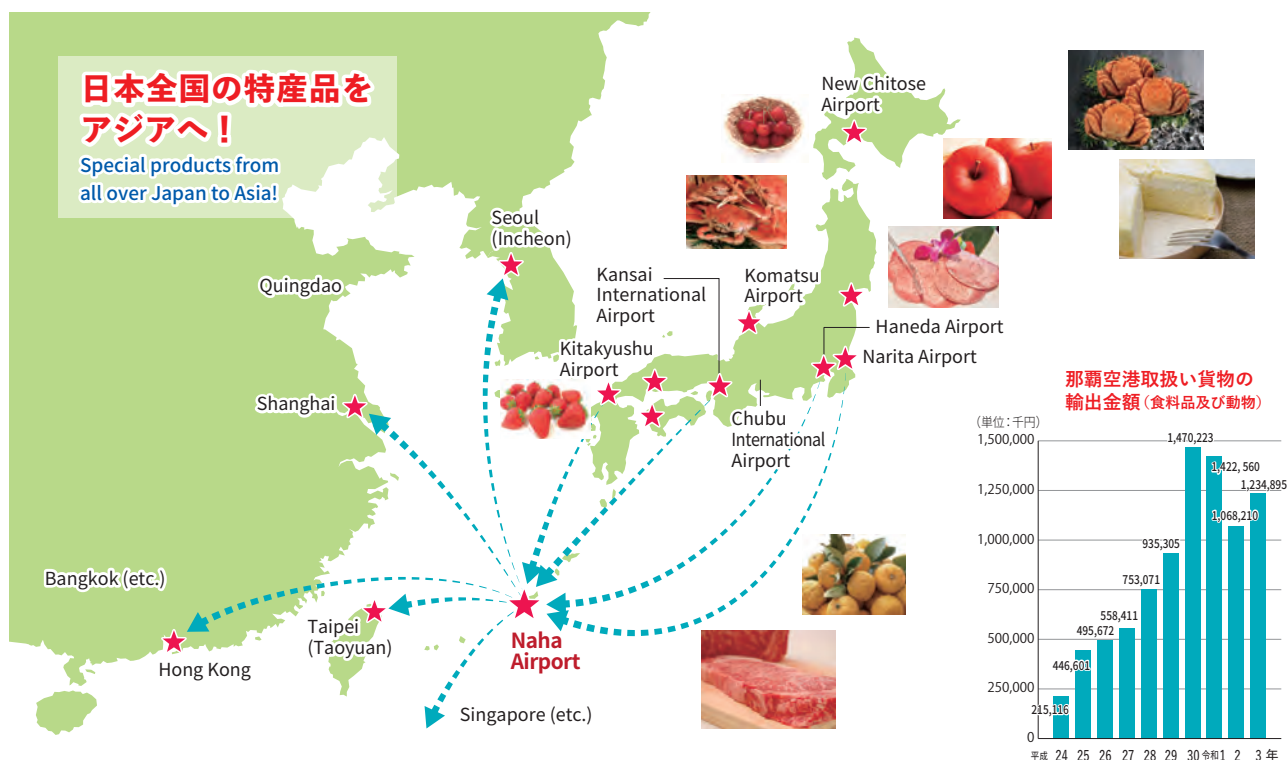 日本全国の特産品を
アジアへ！
Special products from
all over Japan to Asia!
New Chitose
Airport
Seoul
(Incheon)
Quingdao
Kansai
International
Airport
Komatsu
Airport
Haneda Airport
Kitakyushu
Airport
Narita Airport
Shanghai
Chubu
International
Airport
Bangkok (etc.)
Taipei
(Taoyuan)
Naha
Airport
Hong Kong
Singapore (etc.)
那覇空港取扱い貨物の
輸出金額（食料品及び動物）
（単位：千円）
1,500,000
1,250,000
1,000,000
750,000
500,000
250,000
0
215,116
446,601
495,672
558,411
753,071
935,305
1,470,223
1,422,560
1,068,210
1,234,895
平成 24 25 26 27 28 29 30 令和1 2 3 年